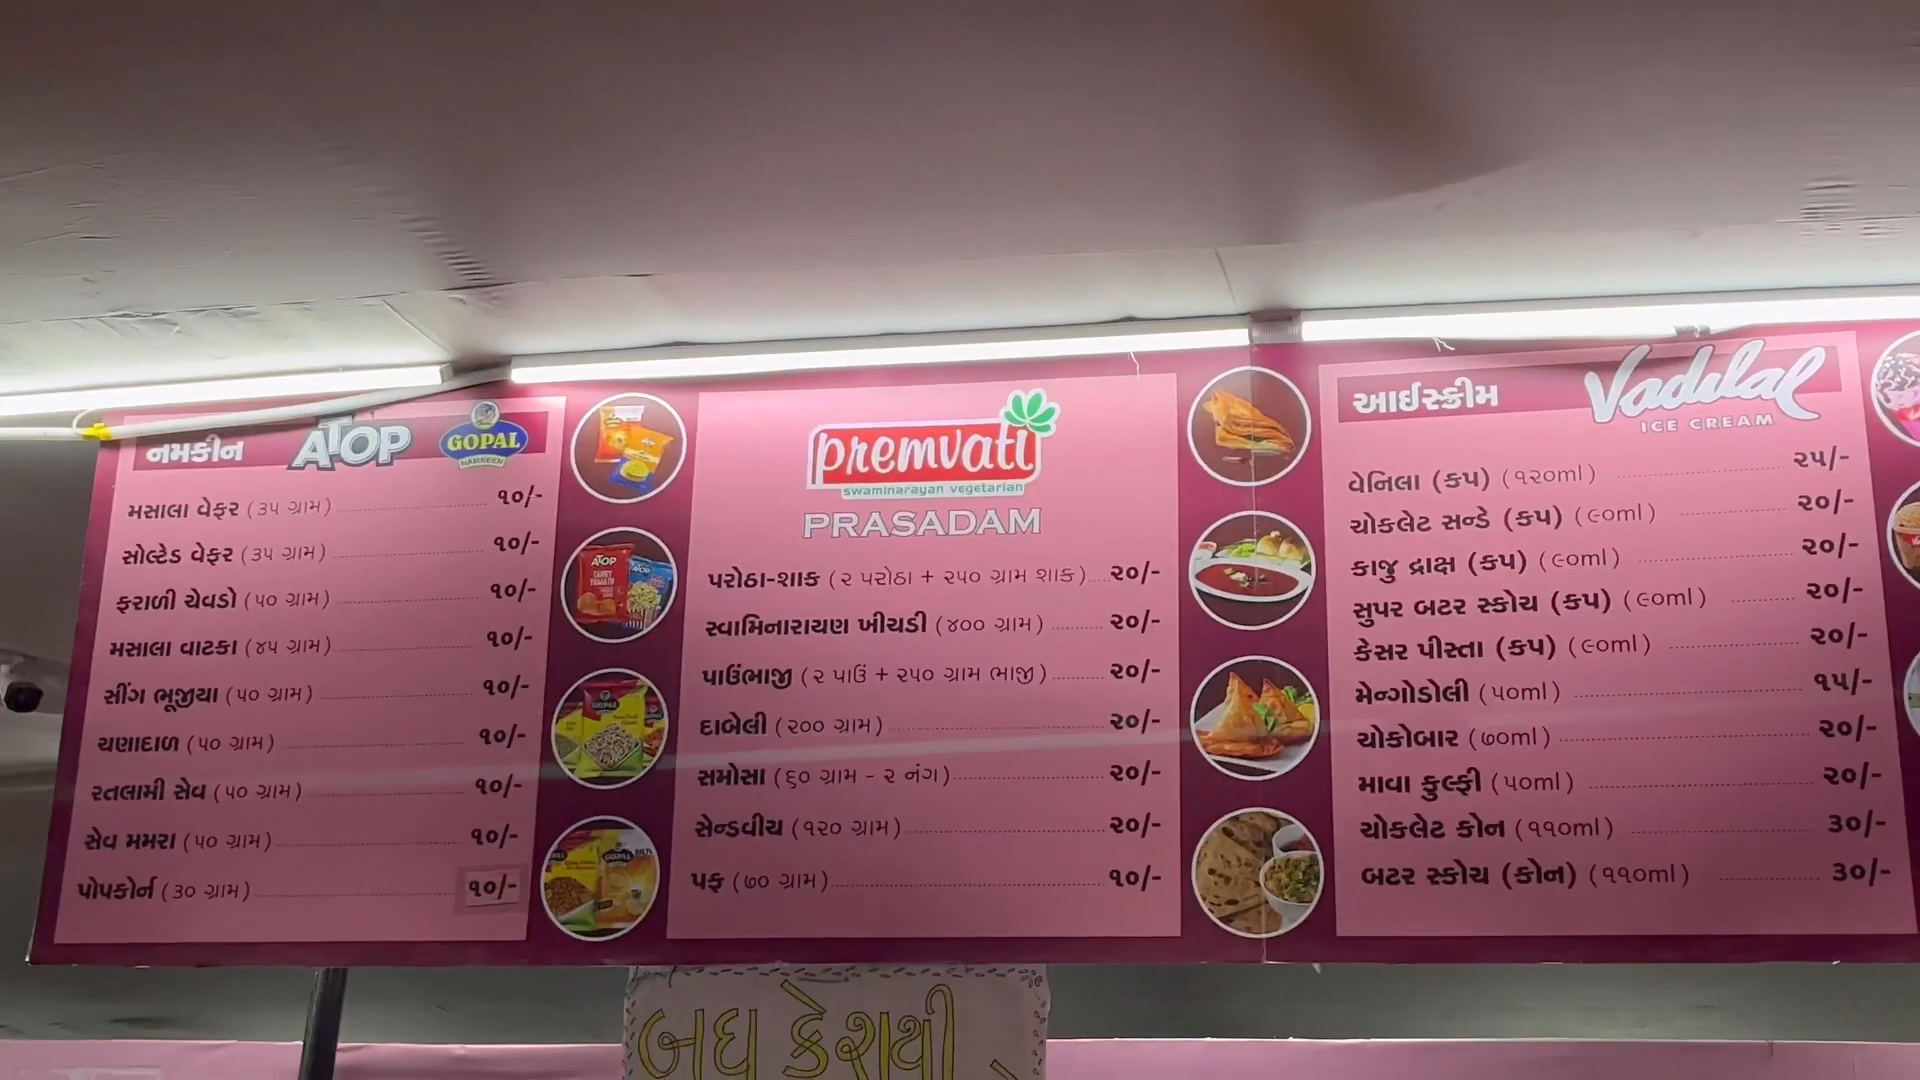 નમકીન ATOP GOPAL NAMKEEN
મસાલા વેફર (૩૫ ગ્રામ) ૧૦/-
સોલ્ટેડ વેફર (૩૫ ગ્રામ) ૧૦/-
ફરાળી ચેવડો (૫૦ ગ્રામ) ૧૦/-
મસાલા વાટકા (૪૫ ગ્રામ) ૧૦/-
સીંગ ભૂજીયા (૫૦ ગ્રામ) ૧૦/-
ચણાદાળ (૫૦ ગ્રામ) ૧૦/-
રતલામી સેવ (૫૦ ગ્રામ) ૧૦/-
સેવ મમરા (૫૦ ગ્રામ) ૧૦/-
પોપકોર્ન (૩૦ ગ્રામ) ૧૦/-
premvati
swaminarayan vegetarian
PRASADAM
પરોઠા-શાક (૨ પરોઠા + ૨૫૦ ગ્રામ શાક) ૨૦/-
સ્વામિનારાયણ ખીચડી (૪૦૦ ગ્રામ) ૨૦/-
પાઉંભાજી (૨ પાઉં + ૨૫૦ ગ્રામ ભાજી) ૨૦/-
દાબેલી (૨૦૦ ગ્રામ) ૨૦/-
સમોસા (૬૦ ગ્રામ - ૨ નંગ) ૨૦/-
સેન્ડવીચ (૧૨૦ ગ્રામ) ૨૦/-
પફ (૭૦ ગ્રામ) ૧૦/-
આઈસ્ક્રીમ Vadilal
ICE CREAM
વેનિલા (કપ) (૧૨૦ml) ૨૫/-
ચોકલેટ સન્ડે (કપ) (૯૦ml) ૨૦/-
કાજુ દ્રાક્ષ (કપ) (૯૦ml) ૨૦/-
સુપર બટર સ્કોચ (કપ) (૯૦ml) ૨૦/-
કેસર પીસ્તા (કપ) (૯૦ml) ૨૦/-
મેન્ગોડોલી (૫૦ml) ૧૫/-
ચોકોબાર (૭૦ml) ૨૦/-
માવા કુલ્ફી (૫૦ml) ૨૦/-
ચોકલેટ કોન (૧૧૦ml) ૩૦/-
બટર સ્કોચ (કોન) (૧૧૦ml) ૩૦/-